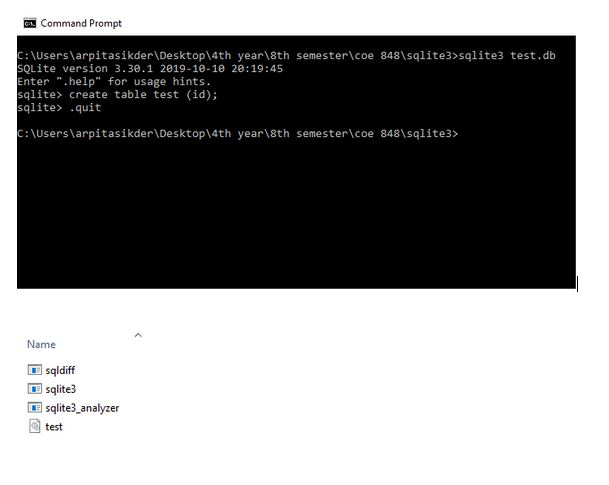 Command Prompt
C:\Users\arpitasikder\Desktop\4th year\8th semester\coe 848\sqlite3>sqlite3 test.db
SQLite version 3.30.1 2019-10-10 20:19:45
Enter ".help" for usage hints.
sqlite> create table test (id);
sqlite> .quit
C:\Users\arpitasikder\Desktop\4th year\8th semester\coe 848\sqlite3>
Name
sqldiff
sqlite3
sqlite3_analyzer
test